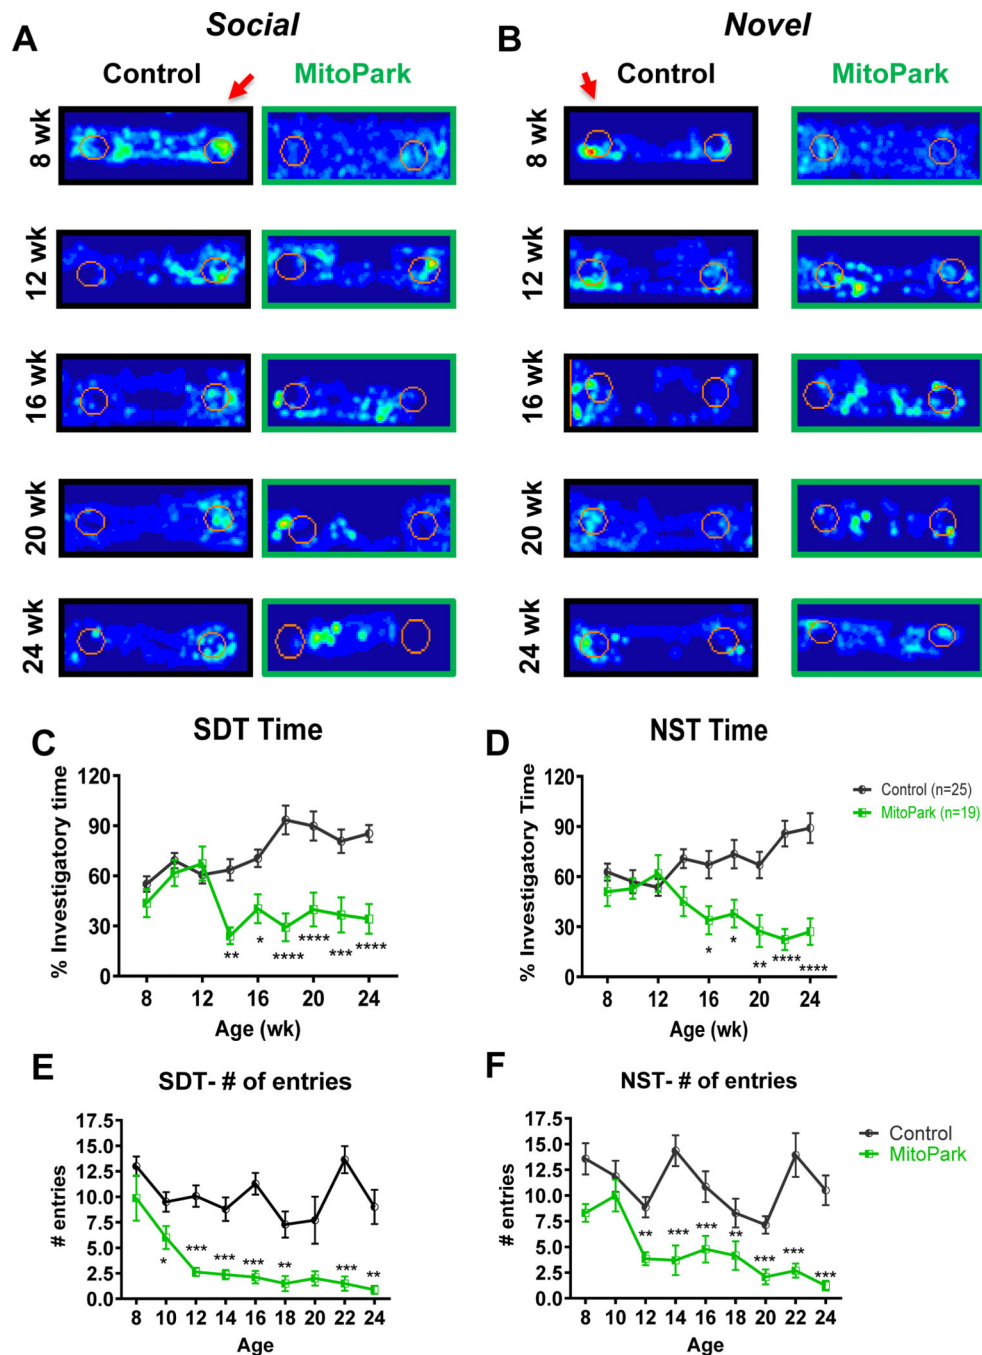 A Social
Control MitoPark
8 wk
12 wk
16 wk
20 wk
24 wk
B Novel
Control MitoPark
8 wk
12 wk
16 wk
20 wk
24 wk
C SDT Time
% Investigatory time
120
90
60
30
0
** * **** **** *** ****
8 12 16 20 24
Age (wk)
D NST Time
% Investigatory Time
120
90
60
30
0
* * ** **** ****
8 12 16 20 24
Age (wk)
Control (n=25)
MitoPark (n=19)
E SDT- # of entries
# entries
17.5
15.0
12.5
10.0
7.5
5.0
2.5
0.0
* *** *** *** ** *** **
8 10 12 14 16 18 20 22 24
Age
F NST- # of entries
# entries
17.5
15.0
12.5
10.0
7.5
5.0
2.5
0.0
** *** *** ** *** *** ***
8 10 12 14 16 18 20 22 24
Age
Control
MitoPark